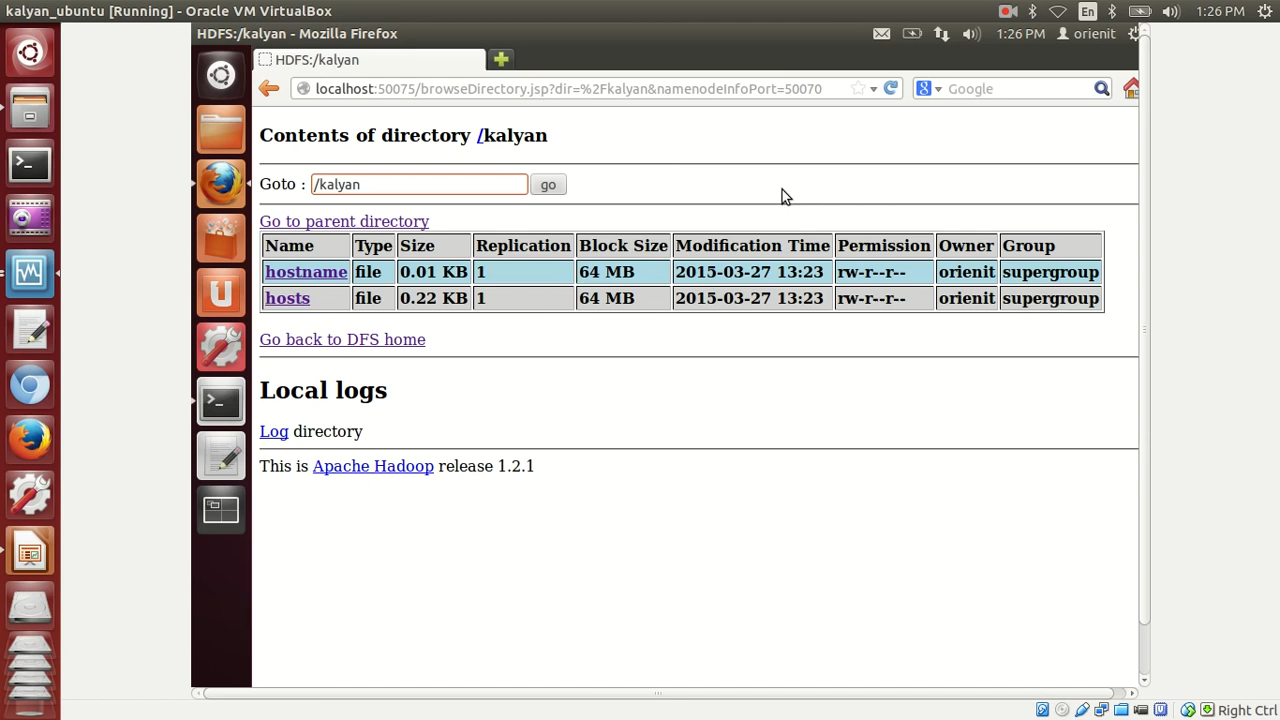 kalyan_ubuntu [Running] - Oracle VM VirtualBox
En
1:26 PM
HDFS:/kalyan - Mozilla Firefox
1:26 PM
orienit
HDFS:/kalyan
localhost:50075/browseDirectory.jsp?dir=%2Fkalyan&namenodeInfoPort=50070
Google
Contents of directory /kalyan
Goto : /kalyan go
Go to parent directory
Name Type Size Replication Block Size Modification Time Permission Owner Group
hostname file 0.01 KB 1 64 MB 2015-03-27 13:23 rw-r--r-- orienit supergroup
hosts file 0.22 KB 1 64 MB 2015-03-27 13:23 rw-r--r-- orienit supergroup
Go back to DFS home
Local logs
Log directory
This is Apache Hadoop release 1.2.1
Right Ctrl